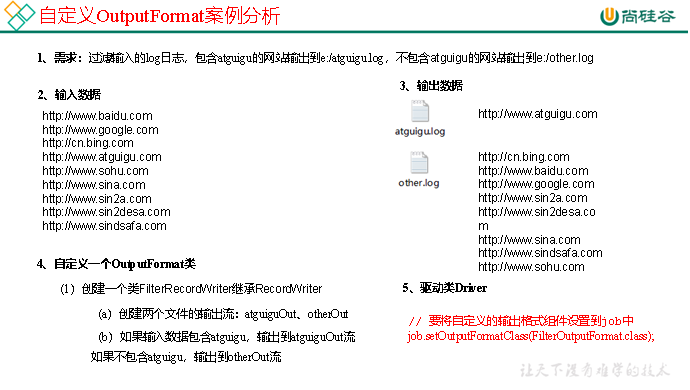 自定义OutputFormat案例分析
尚硅谷
1、需求：过滤输入的log日志，包含atguigu的网站输出到e:/atguigu.log，不包含atguigu的网站输出到e:/other.log
2、输入数据
http://www.baidu.com
http://www.google.com
http://cn.bing.com
http://www.atguigu.com
http://www.sohu.com
http://www.sina.com
http://www.sin2a.com
http://www.sin2desa.com
http://www.sindsafa.com
3、输出数据
atguigu.log
http://www.atguigu.com
other.log
http://cn.bing.com
http://www.baidu.com
http://www.google.com
http://www.sin2a.com
http://www.sin2desa.co
m
http://www.sina.com
http://www.sindsafa.com
http://www.sohu.com
4、自定义一个OutputFormat类
（1）创建一个类FilterRecordWriter继承RecordWriter
（a）创建两个文件的输出流：atguiguOut、otherOut
（b）如果输入数据包含atguigu，输出到atguiguOut流
如果不包含atguigu，输出到otherOut流
5、驱动类Driver
// 要将自定义的输出格式组件设置到job中
job.setOutputFormatClass(FilterOutputFormat.class);
让天下没有难学的技术